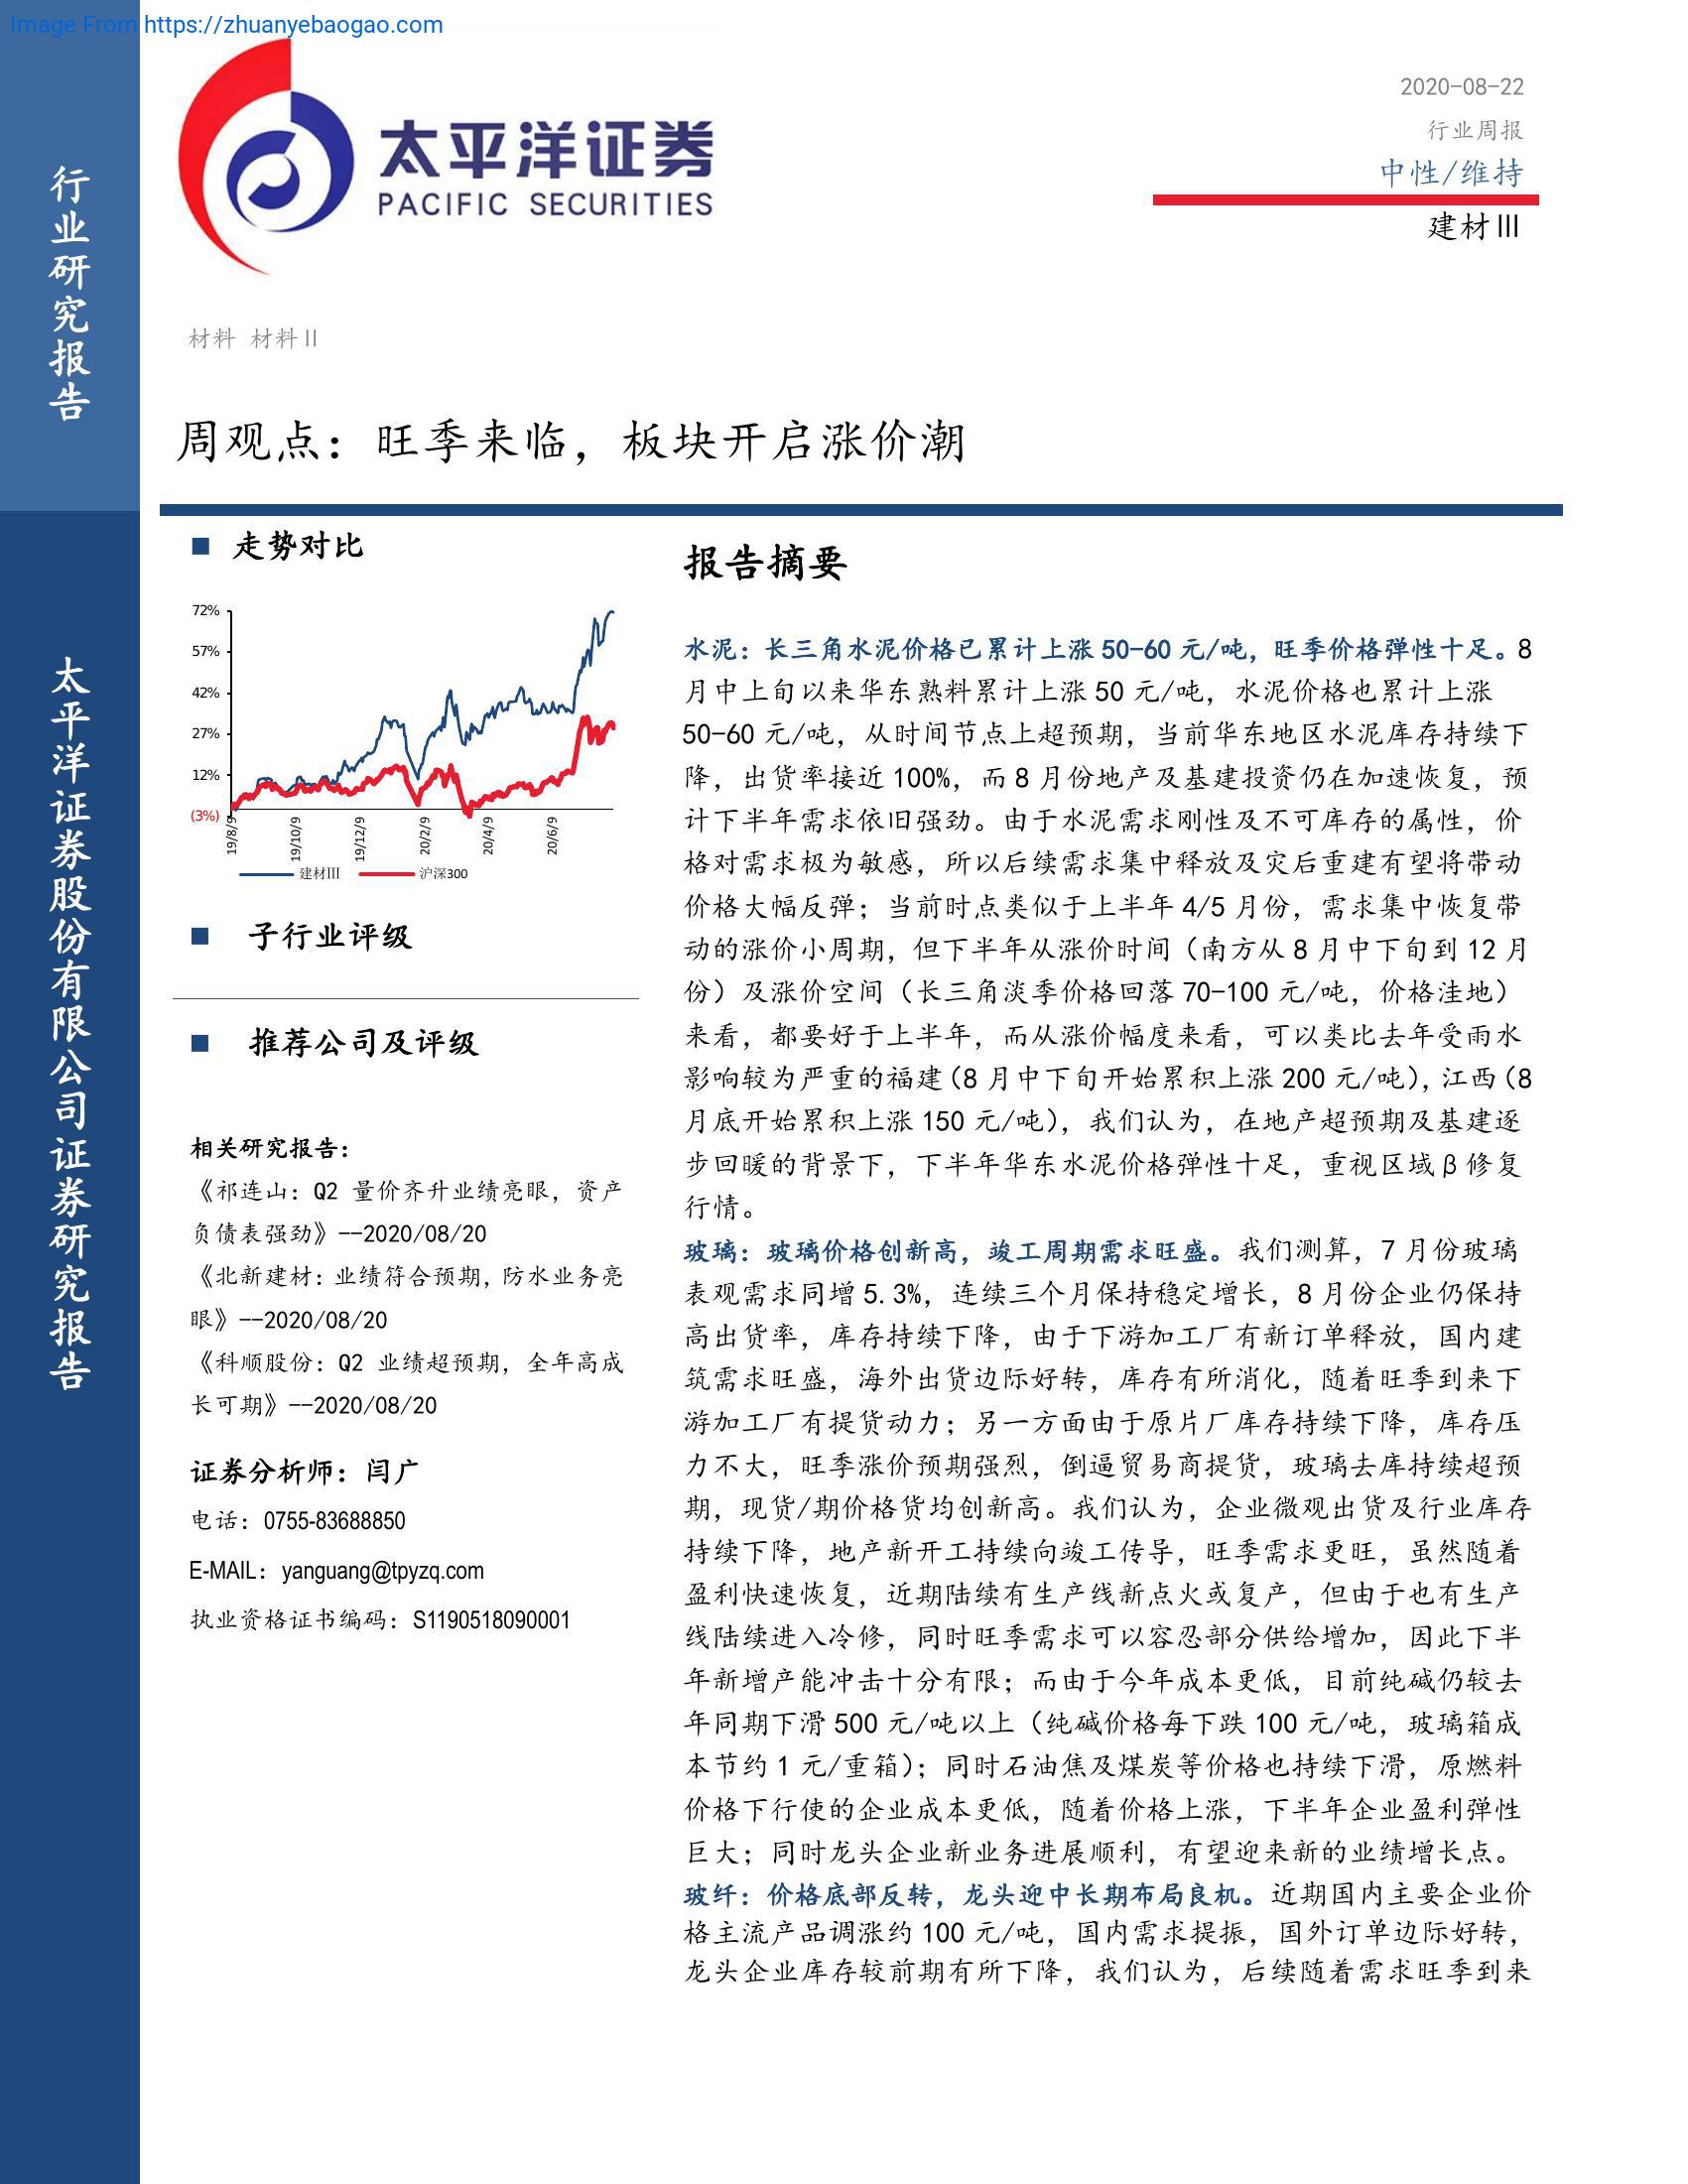 Image From https://zhuanyebaogao.com
行业研究报告
太平洋证券股份有限公司证券研究报告
太平洋证券
PACIFIC SECURITIES
2020-08-22
行业周报
中性/维持
建材Ⅲ
材料 材料Ⅱ
周观点：旺季来临，板块开启涨价潮
■ 走势对比
72%
57%
42%
27%
12%
(3%)
19/8/9
19/10/9
19/12/9
20/2/9
20/4/9
20/6/9
建材Ⅲ
沪深300
■ 子行业评级
■ 推荐公司及评级
相关研究报告：
《祁连山：Q2 量价齐升业绩亮眼，资产
负债表强劲》--2020/08/20
《北新建材：业绩符合预期，防水业务亮
眼》--2020/08/20
《科顺股份：Q2 业绩超预期，全年高成
长可期》--2020/08/20
证券分析师：闫广
电话：0755-83688850
E-MAIL：yanguang@tpyzq.com
执业资格证书编码：S1190518090001
报告摘要
水泥：长三角水泥价格已累计上涨 50-60 元/吨，旺季价格弹性十足。8
月中上旬以来华东熟料累计上涨 50 元/吨，水泥价格也累计上涨
50-60 元/吨，从时间节点上超预期，当前华东地区水泥库存持续下
降，出货率接近 100%，而 8 月份地产及基建投资仍在加速恢复，预
计下半年需求依旧强劲。由于水泥需求刚性及不可库存的属性，价
格对需求极为敏感，所以后续需求集中释放及灾后重建有望将带动
价格大幅反弹；当前时点类似于上半年 4/5 月份，需求集中恢复带
动的涨价小周期，但下半年从涨价时间（南方从 8 月中下旬到 12 月
份）及涨价空间（长三角淡季价格回落 70-100 元/吨，价格洼地）
来看，都要好于上半年，而从涨价幅度来看，可以类比去年受雨水
影响较为严重的福建（8 月中下旬开始累积上涨 200 元/吨），江西（8
月底开始累积上涨 150 元/吨），我们认为，在地产超预期及基建逐
步回暖的背景下，下半年华东水泥价格弹性十足，重视区域β修复
行情。
玻璃：玻璃价格创新高，竣工周期需求旺盛。我们测算，7 月份玻璃
表观需求同增 5.3%，连续三个月保持稳定增长，8 月份企业仍保持
高出货率，库存持续下降，由于下游加工厂有新订单释放，国内建
筑需求旺盛，海外出货边际好转，库存有所消化，随着旺季到来下
游加工厂有提货动力；另一方面由于原片厂库存持续下降，库存压
力不大，旺季涨价预期强烈，倒逼贸易商提货，玻璃去库持续超预
期，现货/期价格货均创新高。我们认为，企业微观出货及行业库存
持续下降，地产新开工持续向竣工传导，旺季需求更旺，虽然随着
盈利快速恢复，近期陆续有生产线新点火或复产，但由于也有生产
线陆续进入冷修，同时旺季需求可以容忍部分供给增加，因此下半
年新增产能冲击十分有限；而由于今年成本更低，目前纯碱仍较去
年同期下滑 500 元/吨以上（纯碱价格每下跌 100 元/吨，玻璃箱成
本节约 1 元/重箱）；同时石油焦及煤炭等价格也持续下滑，原燃料
价格下行使的企业成本更低，随着价格上涨，下半年企业盈利弹性
巨大；同时龙头企业新业务进展顺利，有望迎来新的业绩增长点。
玻纤：价格底部反转，龙头迎中长期布局良机。近期国内主要企业价
格主流产品调涨约 100 元/吨，国内需求提振，国外订单边际好转，
龙头企业库存较前期有所下降，我们认为，后续随着需求旺季到来